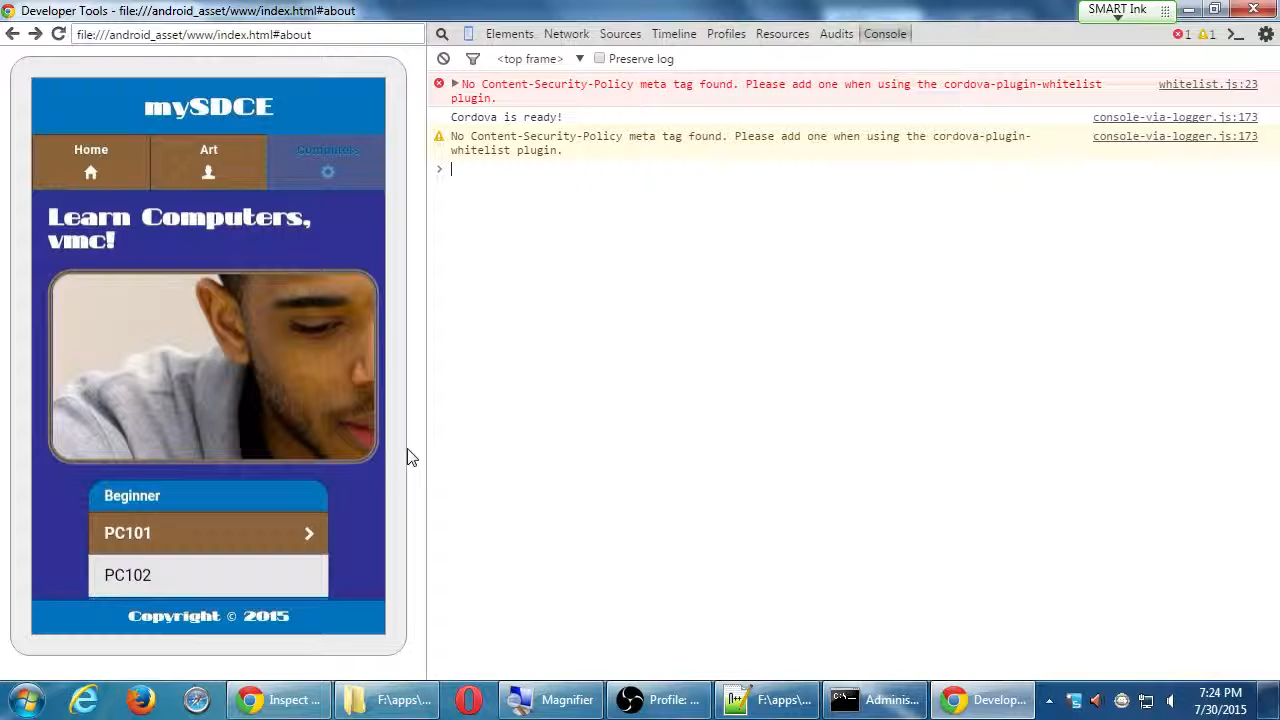 Developer Tools - file:///android_asset/www/index.html#about
SMART Ink
file:///android_asset/www/index.html#about
Elements Network Sources Timeline Profiles Resources Audits Console
1 1
<top frame> Preserve log
mySDCE
Home Art Computers
Learn Computers,
vmc!
Beginner
PC101
PC102
Copyright © 2015
No Content-Security-Policy meta tag found. Please add one when using the cordova-plugin-whitelist whitelist.js:23
plugin.
Cordova is ready! console-via-logger.js:173
No Content-Security-Policy meta tag found. Please add one when using the cordova-plugin- console-via-logger.js:173
whitelist plugin.
Inspect ... F:\apps\... Magnifier Profile: ... F:\apps\... Adminis... Develop...
7:24 PM
7/30/2015